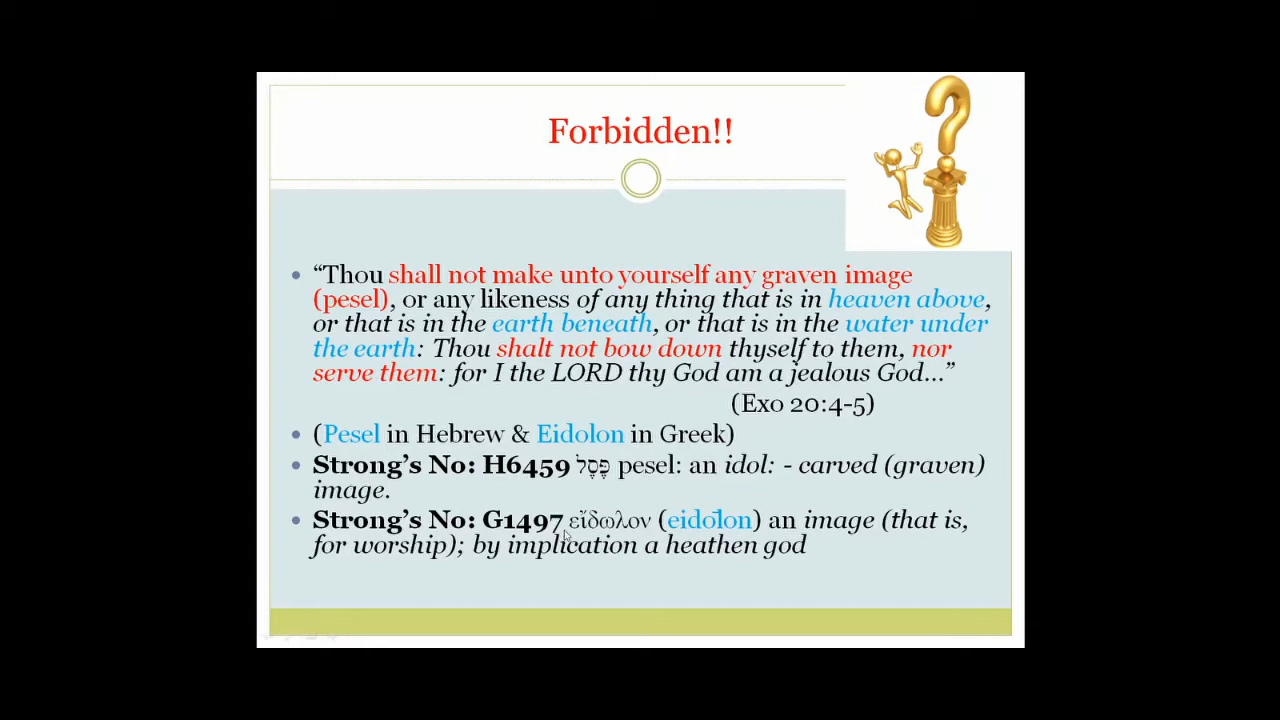 Forbidden!!
• “Thou shall not make unto yourself any graven image
(pesel), or any likeness of any thing that is in heaven above,
or that is in the earth beneath, or that is in the water under
the earth: Thou shalt not bow down thyself to them, nor
serve them: for I the LORD thy God am a jealous God...”
(Exo 20:4-5)
• (Pesel in Hebrew & Eidolon in Greek)
• Strong’s No: H6459 פֶּסֶל pesel: an idol: - carved (graven)
image.
• Strong’s No: G1497 εἴδωλον (eidōlon) an image (that is,
for worship); by implication a heathen god